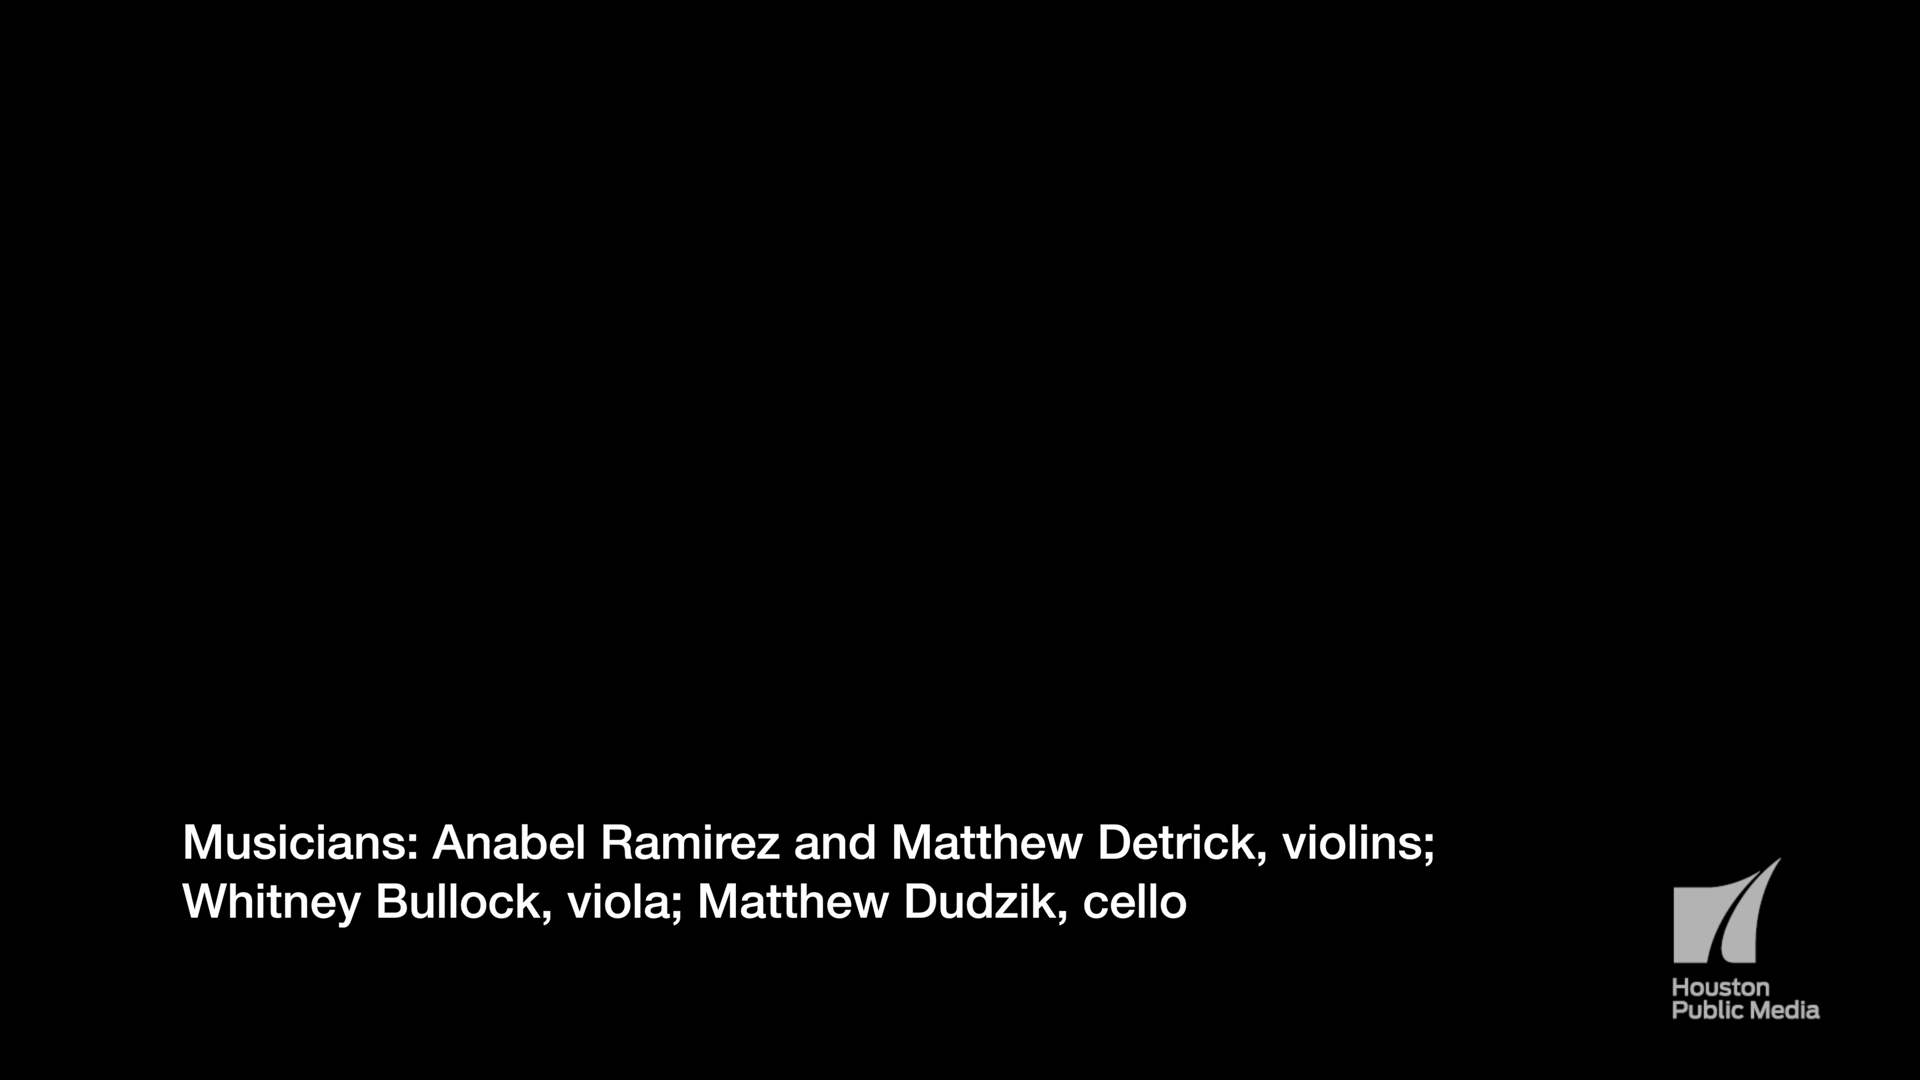 Musicians: Anabel Ramirez and Matthew Detrick, violins;
Whitney Bullock, viola; Matthew Dudzik, cello
Houston
Public Media